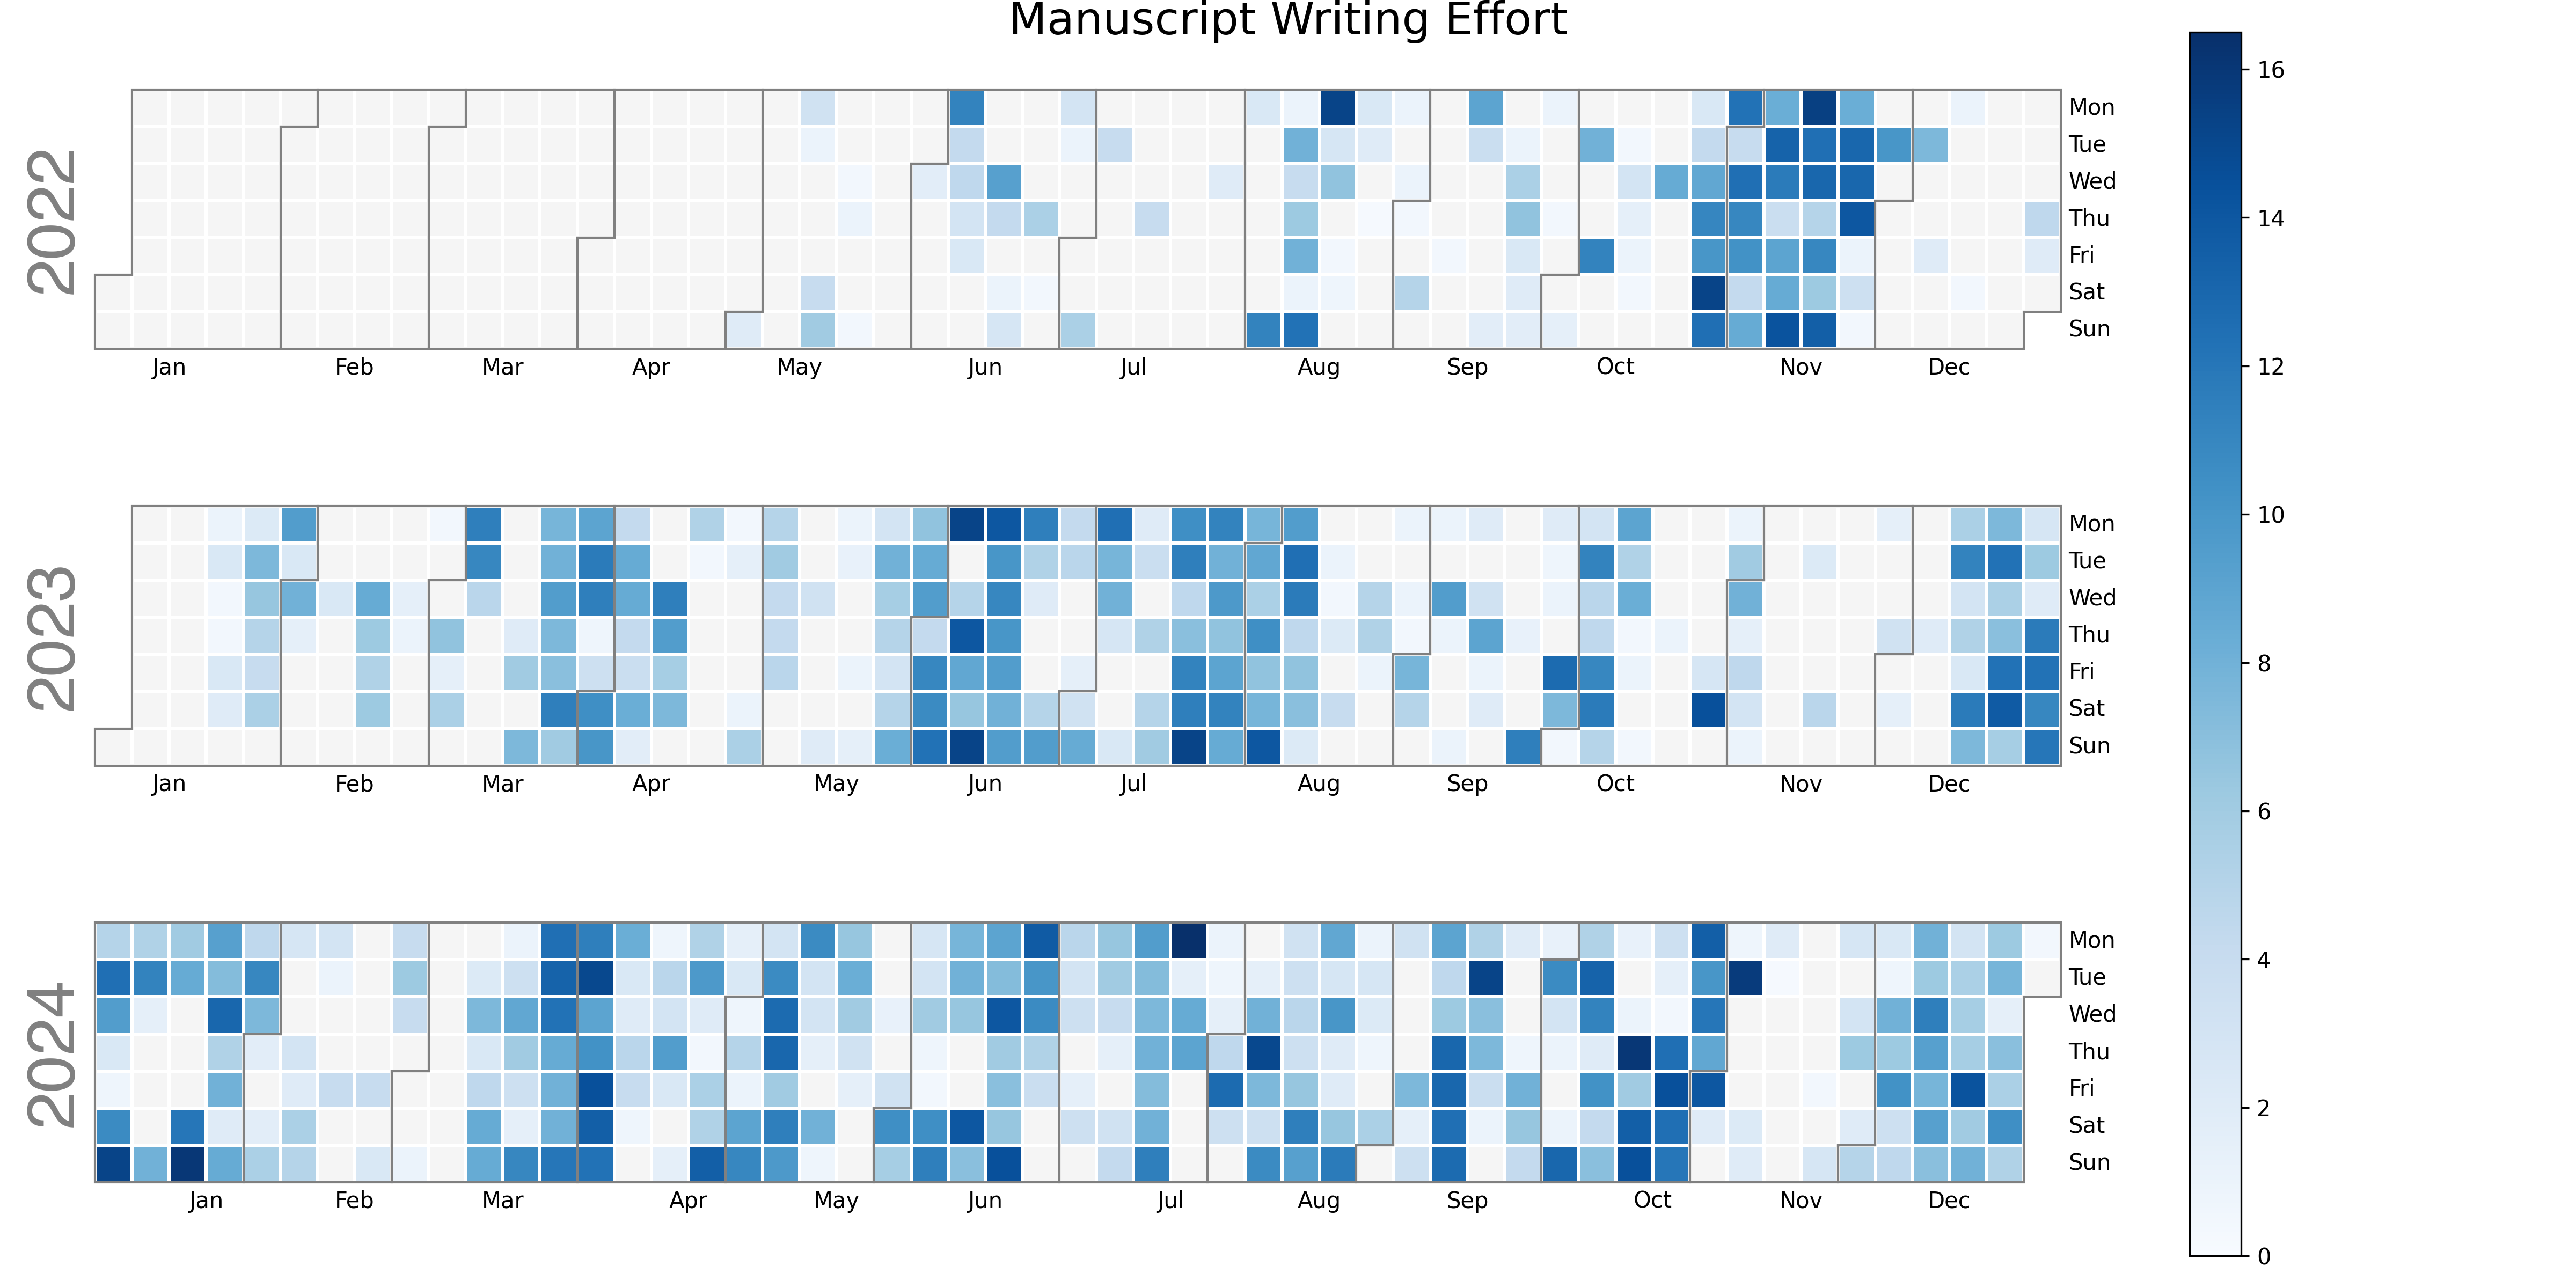 Manuscript Writing Effort
2022
Mon
Tue
Wed
Thu
Fri
Sat
Sun
Jan Feb Mar Apr May Jun Jul Aug Sep Oct Nov Dec
2023
Mon
Tue
Wed
Thu
Fri
Sat
Sun
Jan Feb Mar Apr May Jun Jul Aug Sep Oct Nov Dec
2024
Mon
Tue
Wed
Thu
Fri
Sat
Sun
Jan Feb Mar Apr May Jun Jul Aug Sep Oct Nov Dec
16
14
12
10
8
6
4
2
0